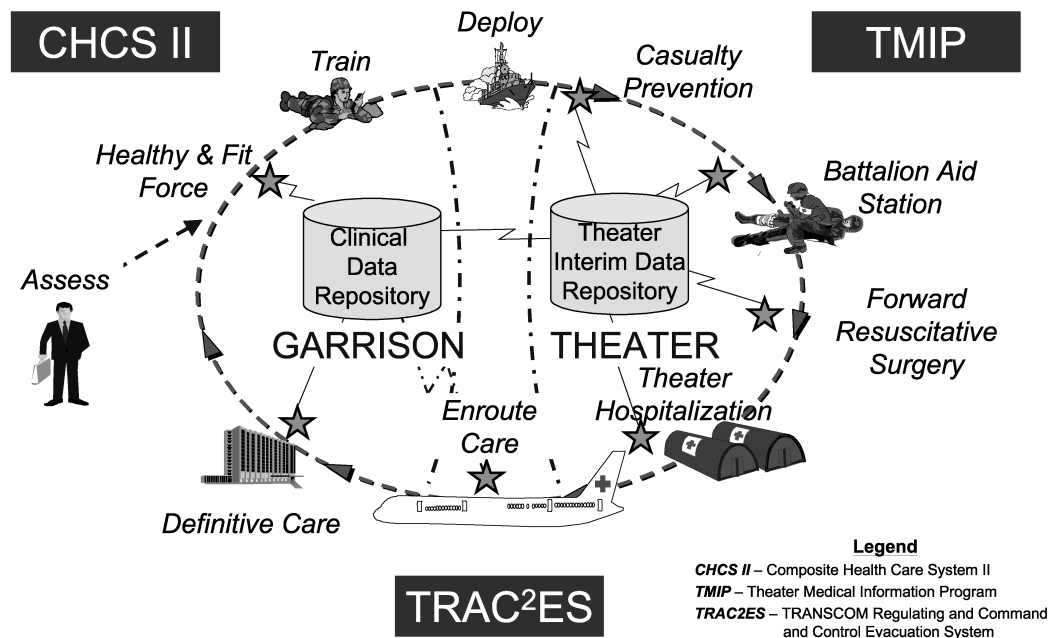 CHCS II
Deploy
TMIP
Train
Casualty
Prevention
Healthy & Fit
Force
Battalion Aid
Station
Clinical
Data
Repository
Theater
Interim Data
Repository
Assess
Forward
Resuscitative
Surgery
GARRISON
THEATER
Theater
Hospitalization
Enroute
Care
Definitive Care
TRAC²ES
Legend
CHCS II – Composite Health Care System II
TMIP – Theater Medical Information Program
TRAC2ES – TRANSCOM Regulating and Command
and Control Evacuation System